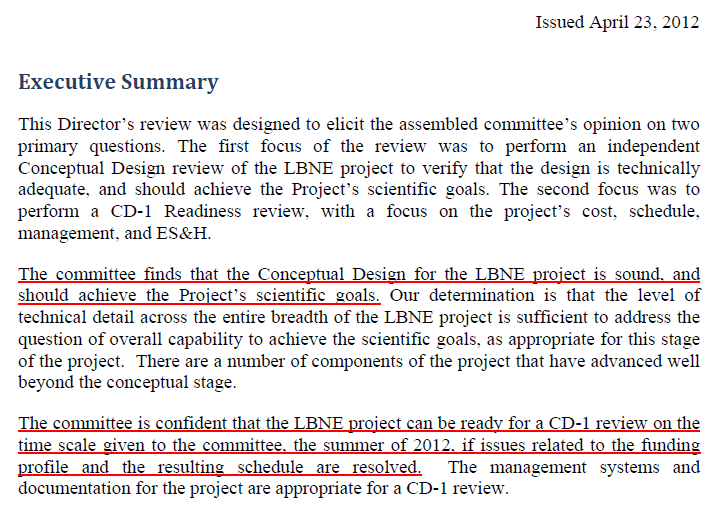 Issued April 23, 2012
Executive Summary
This Director's review was designed to elicit the assembled committee's opinion on two
primary questions. The first focus of the review was to perform an independent
Conceptual Design review of the LBNE project to verify that the design is technically
adequate, and should achieve the Project's scientific goals. The second focus was to
perform a CD-1 Readiness review, with a focus on the project's cost, schedule,
management, and ES&H.
The committee finds that the Conceptual Design for the LBNE project is sound, and
should achieve the Project's scientific goals. Our determination is that the level of
technical detail across the entire breadth of the LBNE project is sufficient to address the
question of overall capability to achieve the scientific goals, as appropriate for this stage
of the project. There are a number of components of the project that have advanced well
beyond the conceptual stage.
The committee is confident that the LBNE project can be ready for a CD-1 review on the
time scale given to the committee, the summer of 2012, if issues related to the funding
profile and the resulting schedule are resolved. The management systems and
documentation for the project are appropriate for a CD-1 review.